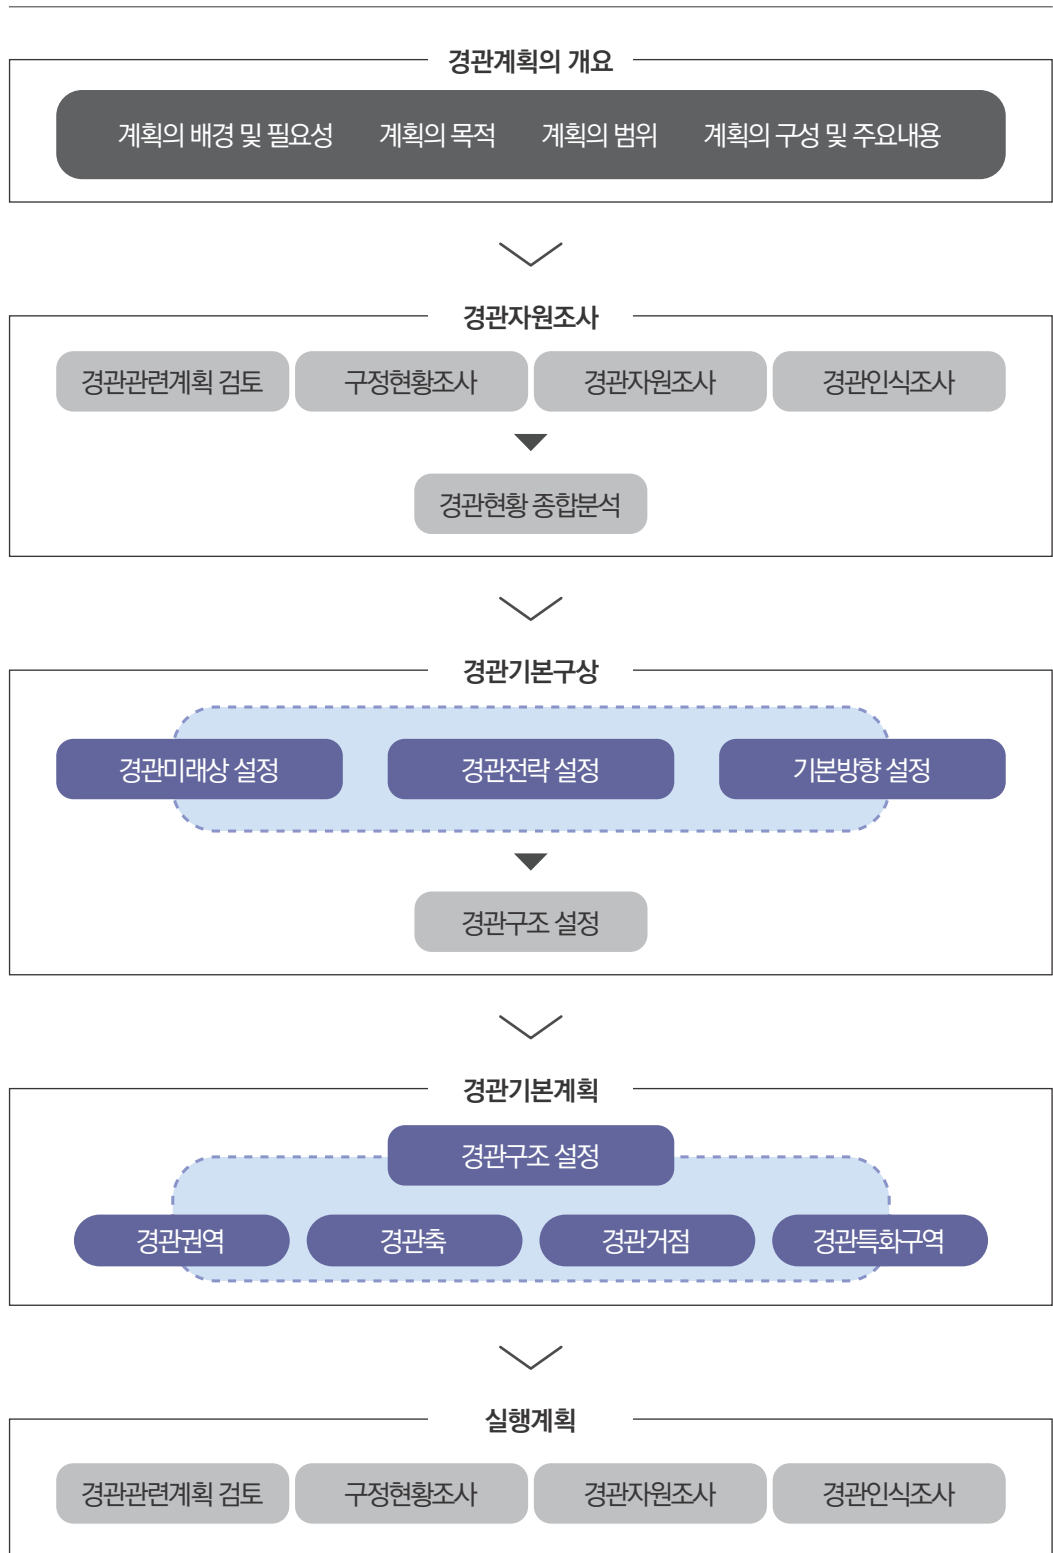 경관계획의 개요
계획의 배경 및 필요성 계획의 목적 계획의 범위 계획의 구성 및 주요내용
경관자원조사
경관관련계획 검토 구정현황조사 경관자원조사 경관인식조사
경관현황 종합분석
경관기본구상
경관미래상 설정 경관전략 설정 기본방향 설정
경관구조 설정
경관기본계획
경관구조 설정
경관권역 경관축 경관거점 경관특화구역
실행계획
경관관련계획 검토 구정현황조사 경관자원조사 경관인식조사